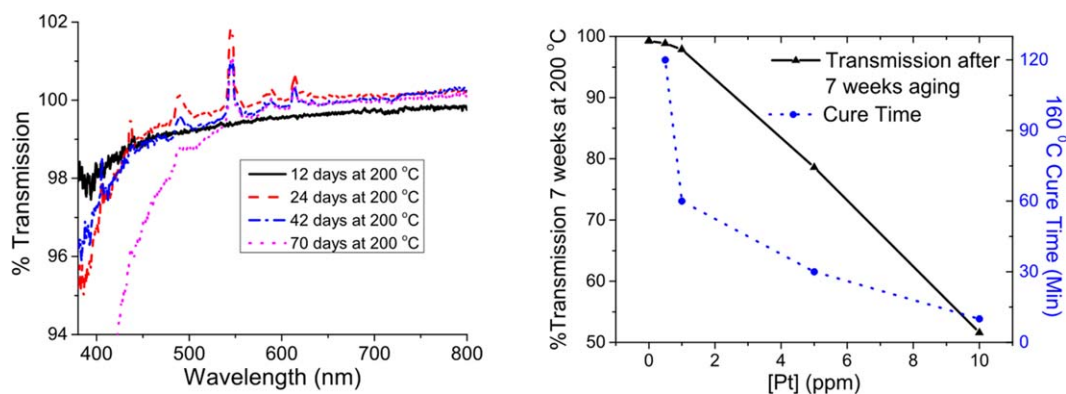 102
100
98
96
94
% Transmission
400
500
600
700
800
Wavelength (nm)
12 days at 200 °C
24 days at 200 °C
42 days at 200 °C
70 days at 200 °C
%Transmission 7 weeks at 200 °C
100
90
80
70
60
50
0
2
4
6
8
10
[Pt] (ppm)
Transmission after
7 weeks aging
Cure Time
120
90
60
30
0
160 °C Cure Time (Min)